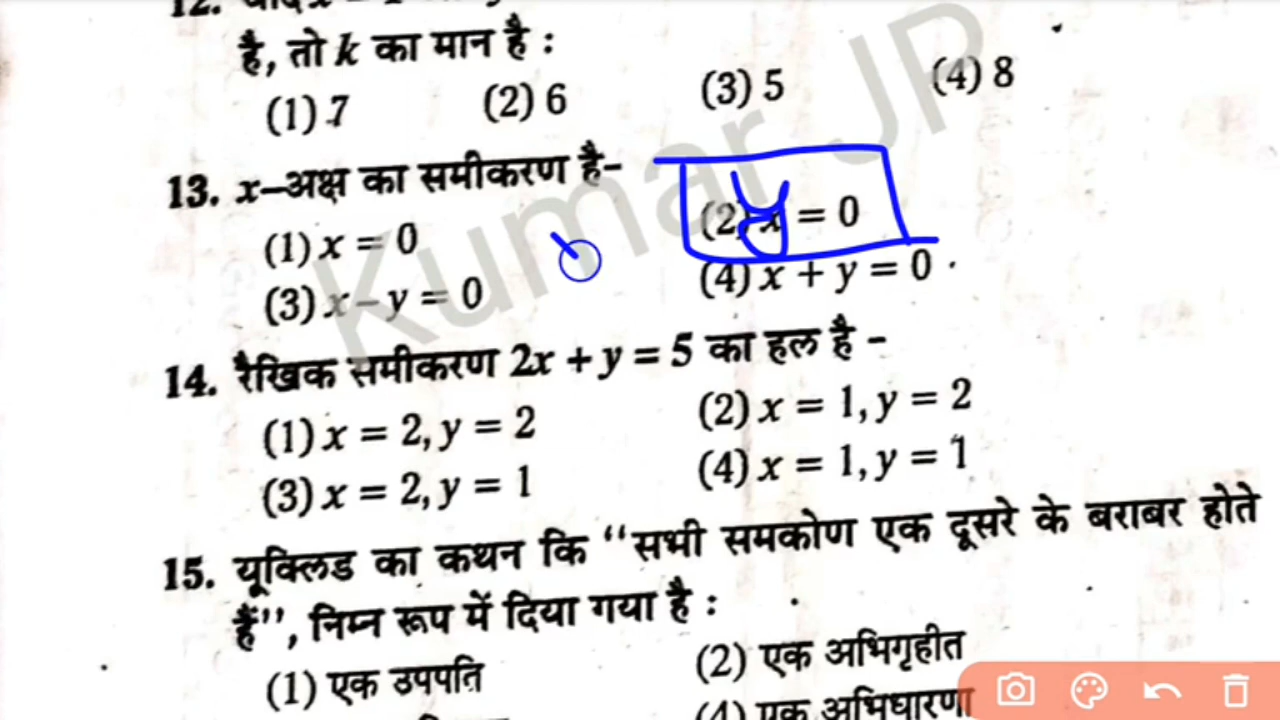 12.
है, तो k का मान है :
(1) 7 (2) 6 (3) 5 (4) 8
13. x–अक्ष का समीकरण है–
(1) x = 0 (2) y = 0
(3) x – y = 0 (4) x + y = 0
14. रैखिक समीकरण 2x + y = 5 का हल है -
(1) x = 2, y = 2 (2) x = 1, y = 2
(3) x = 2, y = 1 (4) x = 1, y = 1
15. यूक्लिड का कथन कि “सभी समकोण एक दूसरे के बराबर होते
हैं”, निम्न रूप में दिया गया है :
(1) एक उपपति (2) एक अभिगृहीत
(4) एक अभिधारणा
Kumar JP